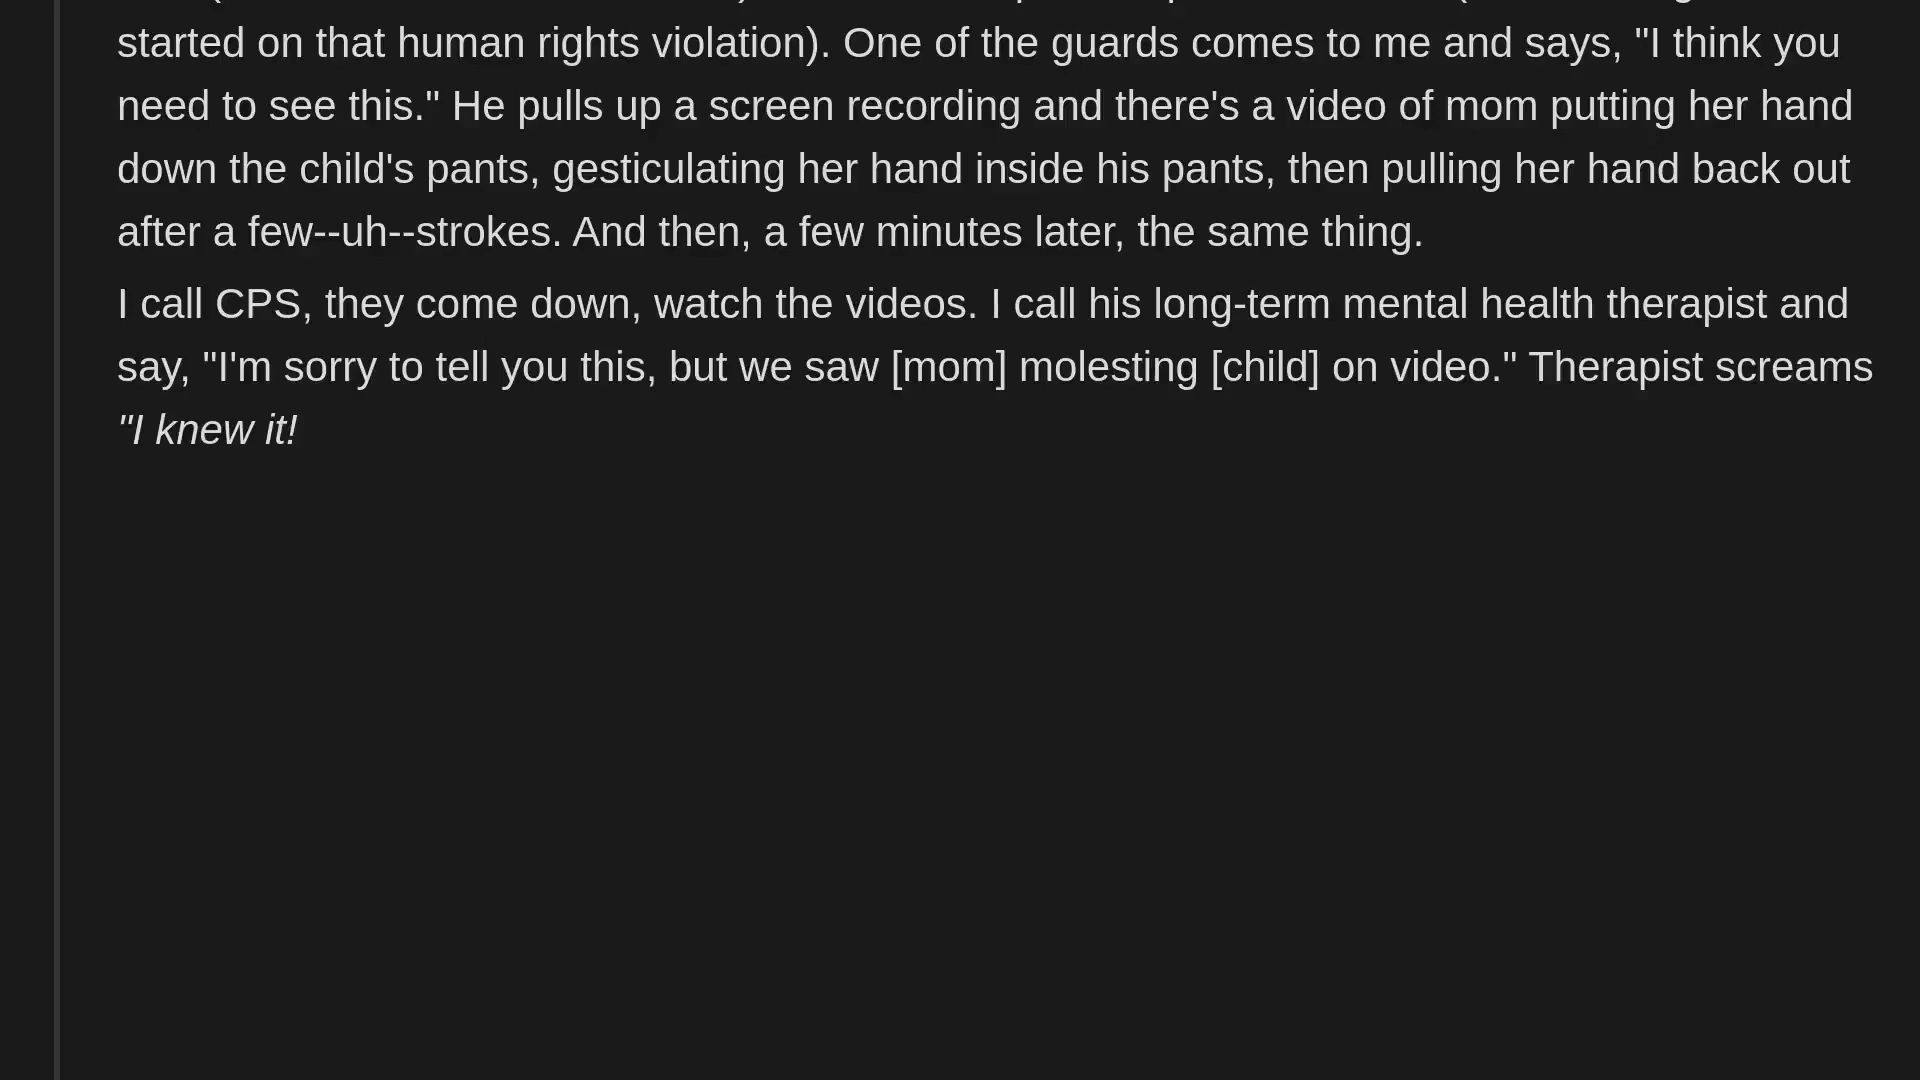 started on that human rights violation). One of the guards comes to me and says, "I think you
need to see this." He pulls up a screen recording and there's a video of mom putting her hand
down the child's pants, gesticulating her hand inside his pants, then pulling her hand back out
after a few--uh--strokes. And then, a few minutes later, the same thing.
I call CPS, they come down, watch the videos. I call his long-term mental health therapist and
say, "I'm sorry to tell you this, but we saw [mom] molesting [child] on video." Therapist screams
"I knew it!